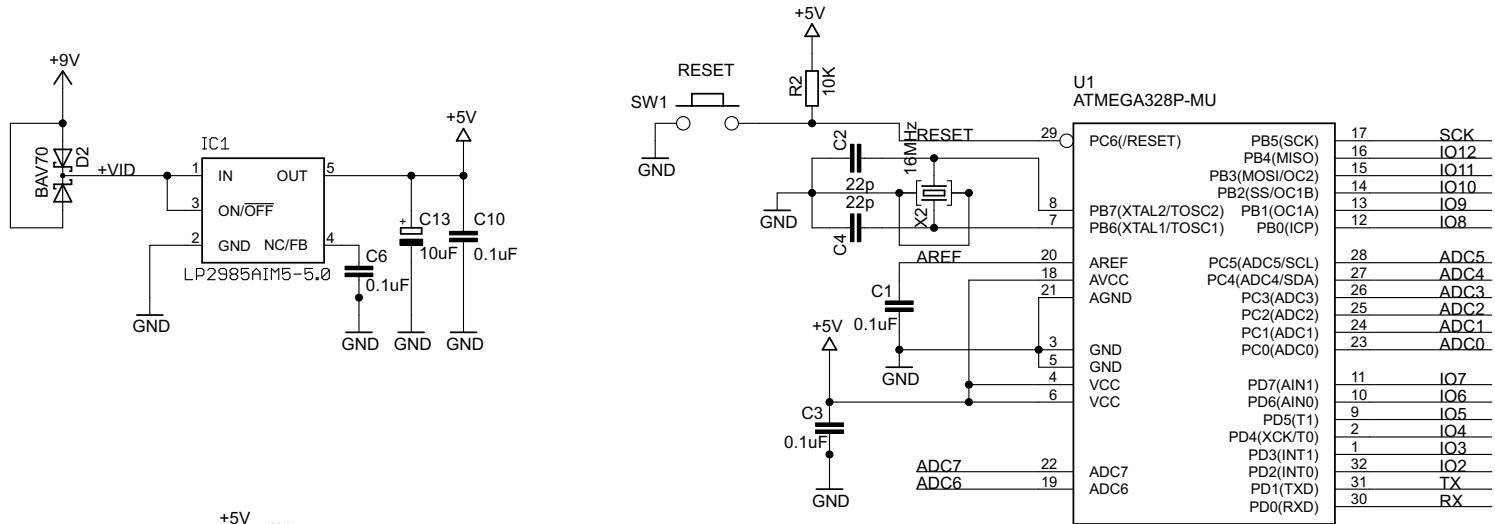 +9V
BAV70
D2
+VID
IC1
1 IN OUT 5
3 ON/OFF
2 GND NC/FB 4
LP2985AIM5-5.0
+5V
C13
10uF
C10
0.1uF
C6
0.1uF
GND
GND
GND
GND
+5V
+5V
R2
10K
RESET
SW1
GND
RESET
C2
22p
22p
C4
16MHz
X2
GND
AREF
C1
0.1uF
GND
+5V
C3
0.1uF
GND
ADC7
ADC6
U1
ATMEGA328P-MU
29 PC6(/RESET)
8 PB7(XTAL2/TOSC2)
7 PB6(XTAL1/TOSC1)
20 AREF
18 AVCC
21 AGND
3 GND
5 GND
4 VCC
6 VCC
22 ADC7
19 ADC6
PB5(SCK) 17 SCK
PB4(MISO) 16 IO12
PB3(MOSI/OC2) 15 IO11
PB2(SS/OC1B) 14 IO10
PB1(OC1A) 13 IO9
PB0(ICP) 12 IO8
PC5(ADC5/SCL) 28 ADC5
PC4(ADC4/SDA) 27 ADC4
PC3(ADC3) 26 ADC3
PC2(ADC2) 25 ADC2
PC1(ADC1) 24 ADC1
PC0(ADC0) 23 ADC0
PD7(AIN1) 11 IO7
PD6(AIN0) 10 IO6
PD5(T1) 9 IO5
PD4(XCK/T0) 2 IO4
PD3(INT1) 1 IO3
PD2(INT0) 32 IO2
PD1(TXD) 31 TX
PD0(RXD) 30 RX